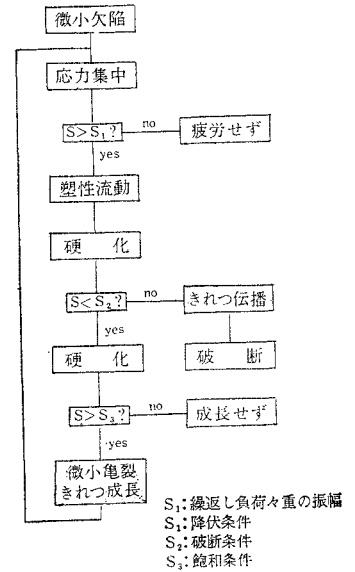 微小欠陥
応力集中
S>S₁?
no
疲労せず
yes
塑性流動
硬 化
S<S₂?
no
きれつ伝播
yes
硬 化
破 断
S>S₃?
no
成長せず
yes
微小亀裂
きれつ成長
S₁:繰返し負荷々重の振幅
S₁:降伏条件
S₂:破断条件
S₃:飽和条件